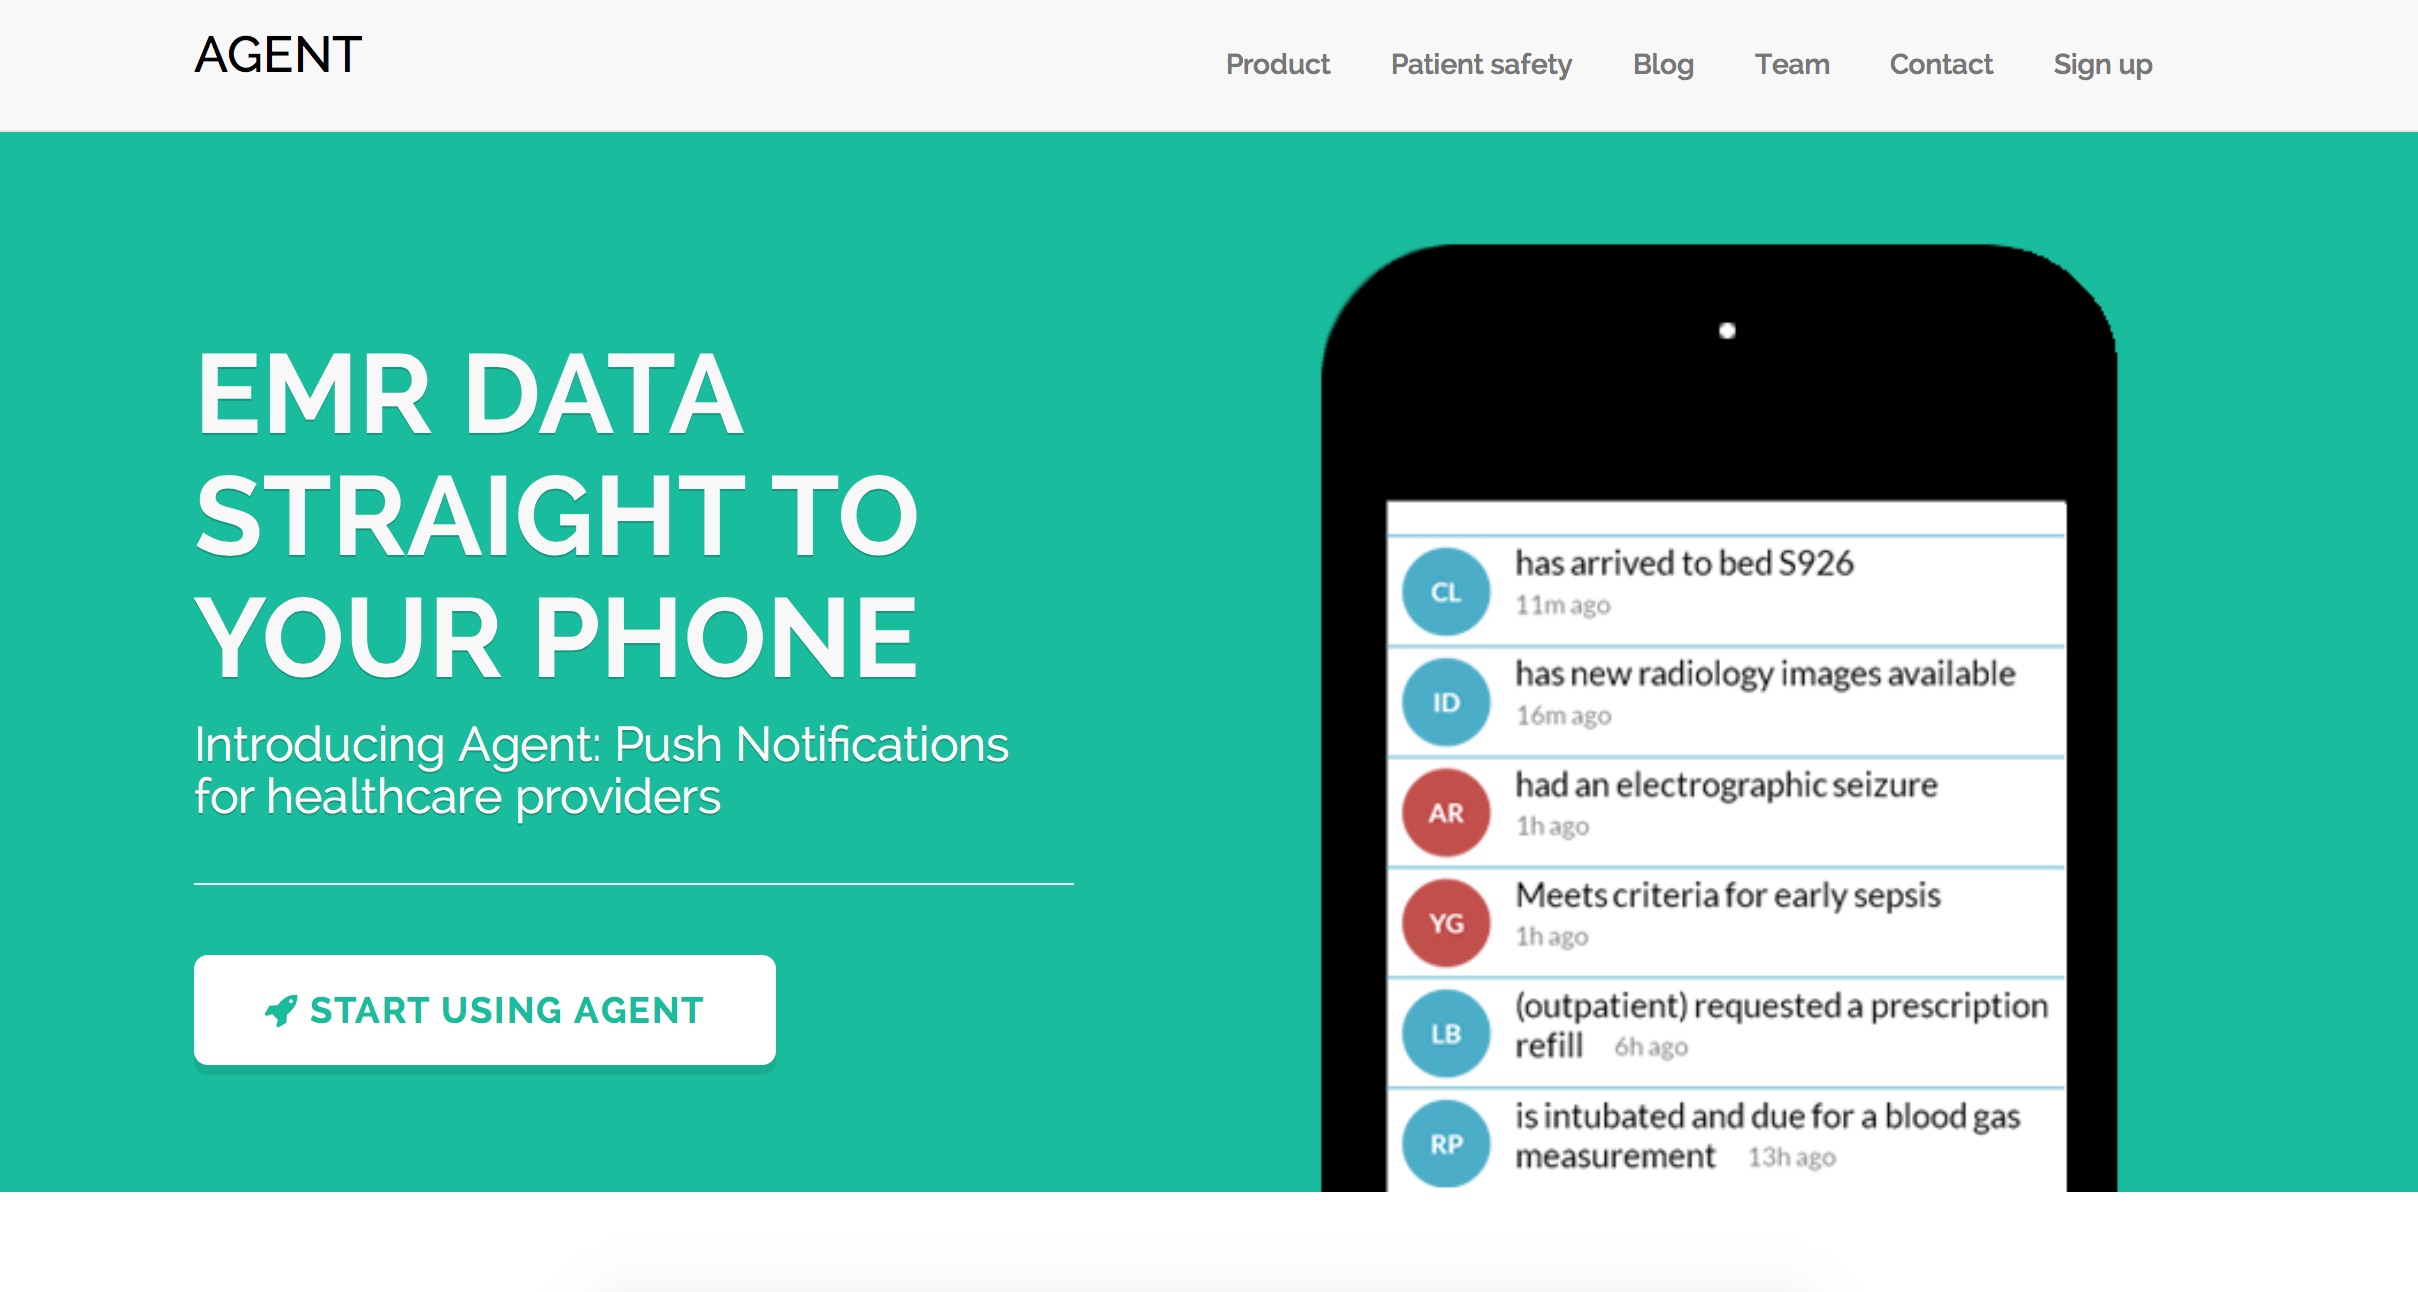 AGENT
Product Patient safety Blog Team Contact Sign up
EMR DATA
STRAIGHT TO
YOUR PHONE
Introducing Agent: Push Notifications
for healthcare providers
START USING AGENT
CL has arrived to bed S926
11m ago
ID has new radiology images available
16m ago
AR had an electrographic seizure
1h ago
YG Meets criteria for early sepsis
1h ago
LB (outpatient) requested a prescription
refill 6h ago
RP is intubated and due for a blood gas
measurement 13h ago